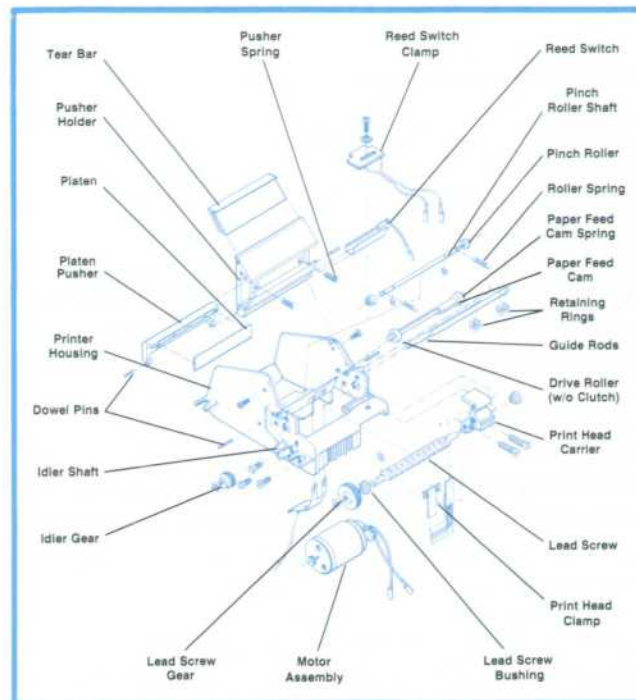 Tear Bar
Pusher
Spring
Reed Switch
Clamp
Reed Switch
Pusher
Holder
Pinch
Roller Shaft
Platen
Pinch Roller
Roller Spring
Platen
Pusher
Paper Feed
Cam Spring
Paper Feed
Cam
Printer
Housing
Retaining
Rings
Guide Rods
Dowel Pins
Drive Roller
(w/o Clutch)
Idler Shaft
Print Head
Carrier
Idler Gear
Lead Screw
Print Head
Clamp
Lead Screw
Gear
Motor
Assembly
Lead Screw
Bushing